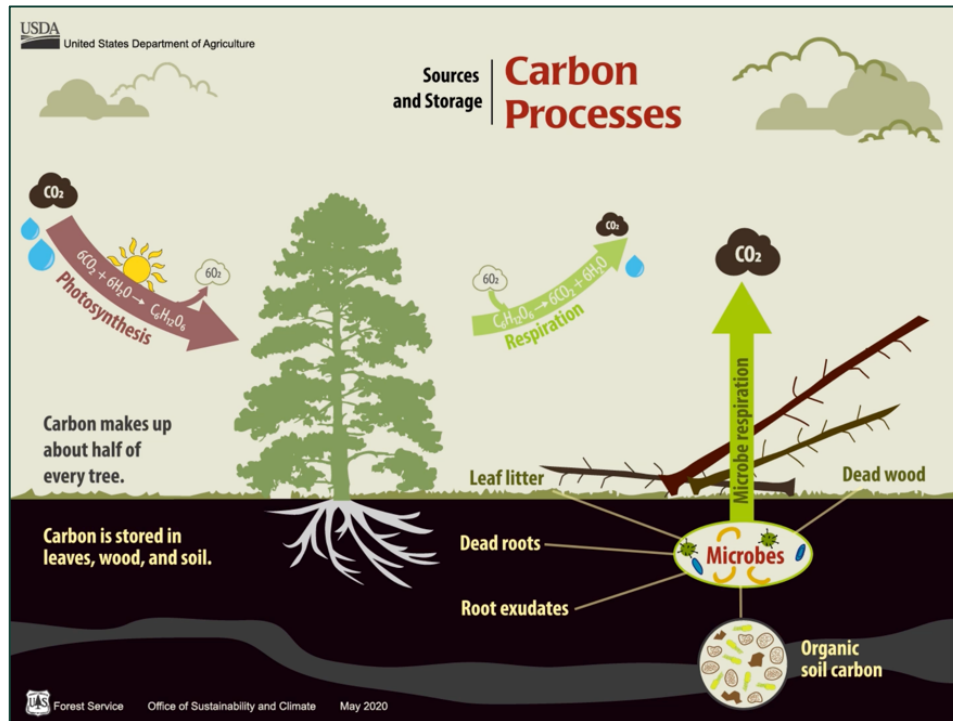 USDA
United States Department of Agriculture
Sources
and Storage
Carbon
Processes
CO₂
6CO₂ + 6H₂O → C₆H₁₂O₆
Photosynthesis
6O₂
6O₂
C₆H₁₂O₆ → 6CO₂ + 6H₂O
Respiration
CO₂
CO₂
Microbe respiration
Carbon makes up
about half of
every tree.
Carbon is stored in
leaves, wood, and soil.
Leaf litter
Dead wood
Dead roots
Microbes
Root exudates
Organic
soil carbon
Forest Service
Office of Sustainability and Climate
May 2020